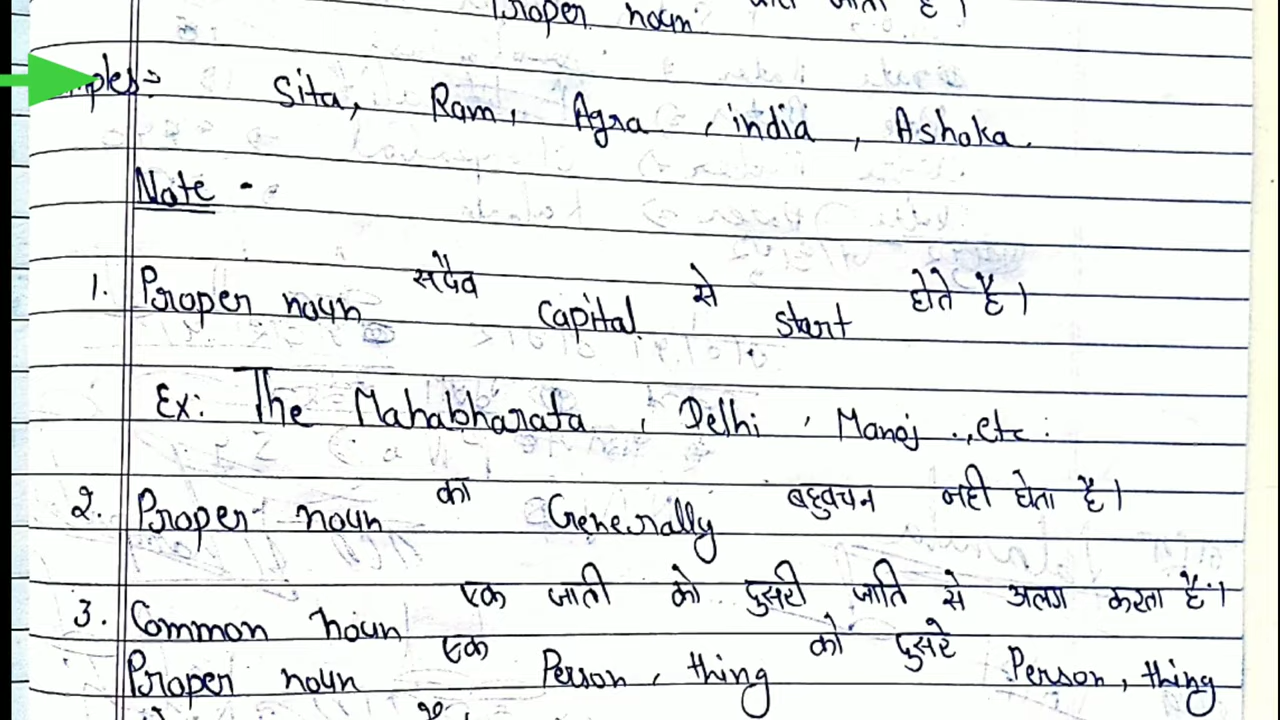 Proper noun जाता है।
Sita, Ram, Agra, india, Ashoka.
Note -
1. Proper noun सदैव capital से start होते है।
Ex: The Mahabharata, Delhi, Manoj., etc.
2. Proper noun का Generally बहुवचन नही होता है।
3. Common noun एक जाती को दुसरी जाति से अलग करता है।
Proper noun एक Person, thing को दुसरे Person, thing